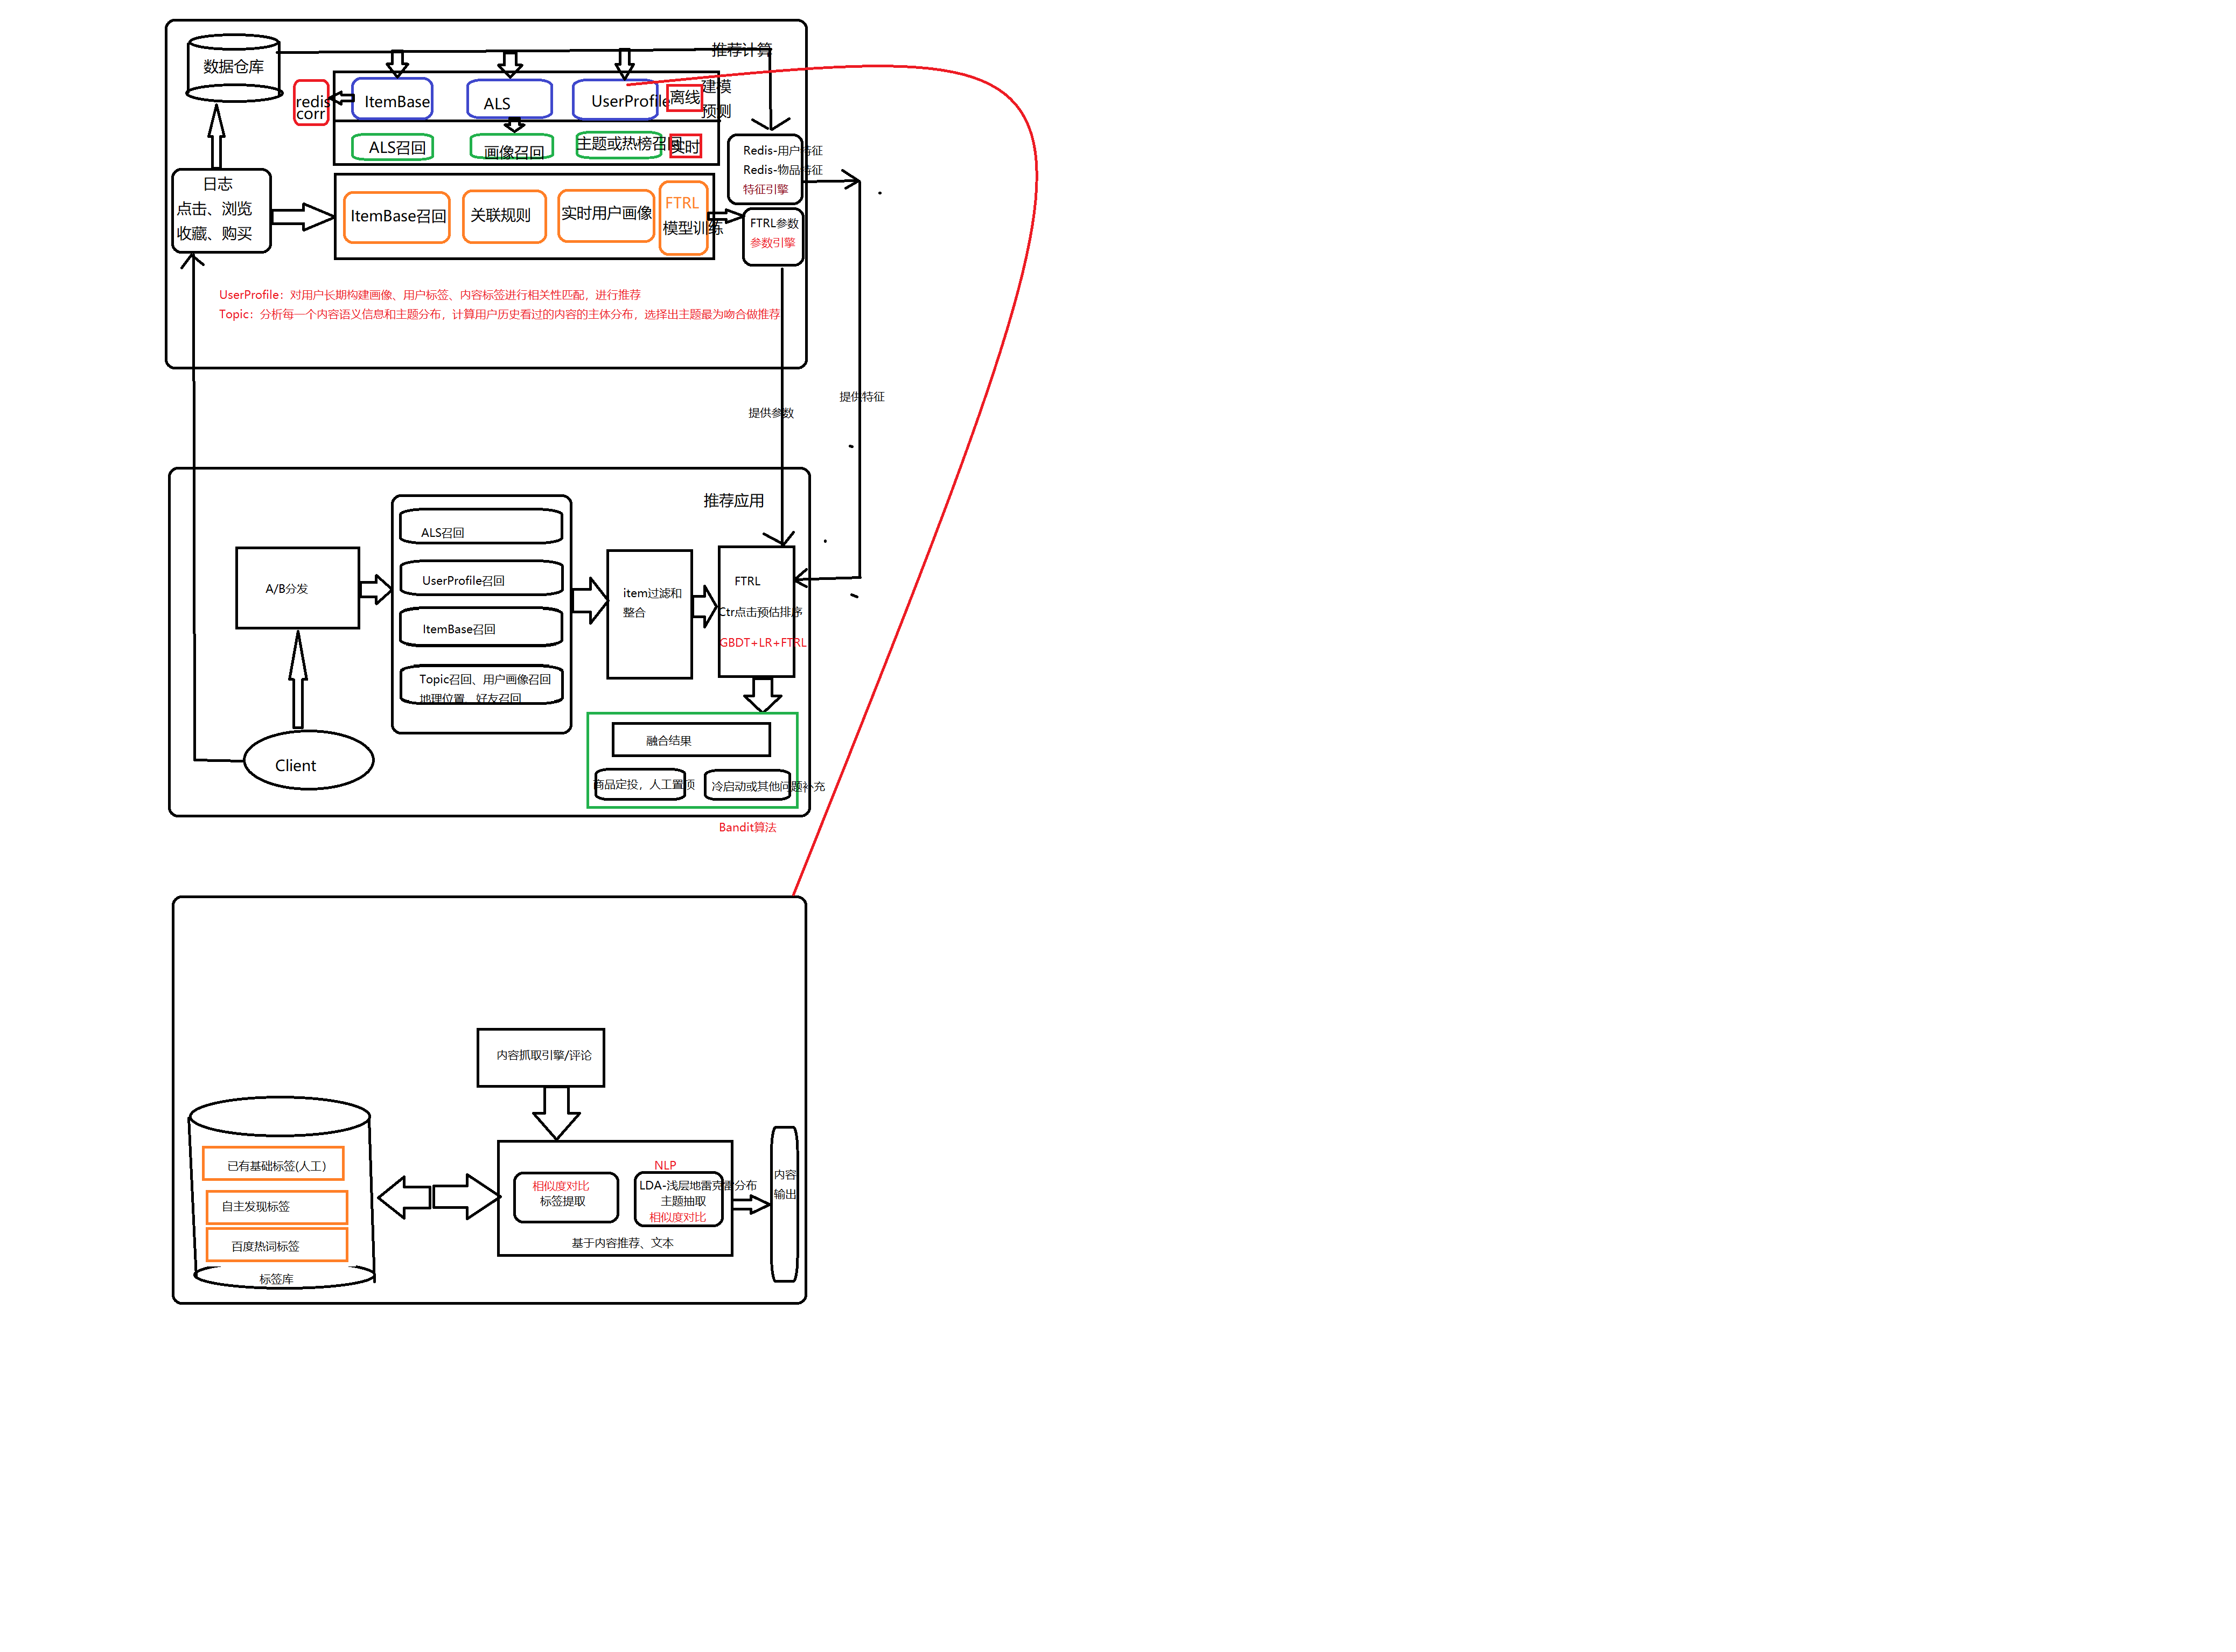 推荐计算
数据仓库
redis
corr
ItemBase
ALS
UserProfile
离线
建模
预测
ALS召回
画像召回
主题或热榜召回
实时
Redis-用户特征
Redis-物品特征
特征引擎
日志
点击、浏览
收藏、购买
ItemBase召回
关联规则
实时用户画像
FTRL
模型训练
FTRL参数
参数引擎
UserProfile：对用户长期构建画像、用户标签、内容标签进行相关性匹配，进行推荐
Topic：分析每一个内容语义信息和主题分布，计算用户历史看过的内容的主体分布，选择出主题最为吻合做推荐
提供参数
提供特征
推荐应用
A/B分发
ALS召回
UserProfile召回
ItemBase召回
Topic召回、用户画像召回
地理位置、好友召回
item过滤和
整合
FTRL
Ctr点击预估排序
GBDT+LR+FTRL
Client
融合结果
商品定投，人工置顶
冷启动或其他问题补充
Bandit算法
内容抓取引擎/评论
已有基础标签(人工)
自主发现标签
百度热词标签
标签库
相似度对比
标签提取
NLP
LDA-浅层地雷克雷分布
主题抽取
相似度对比
基于内容推荐、文本
内容
输出